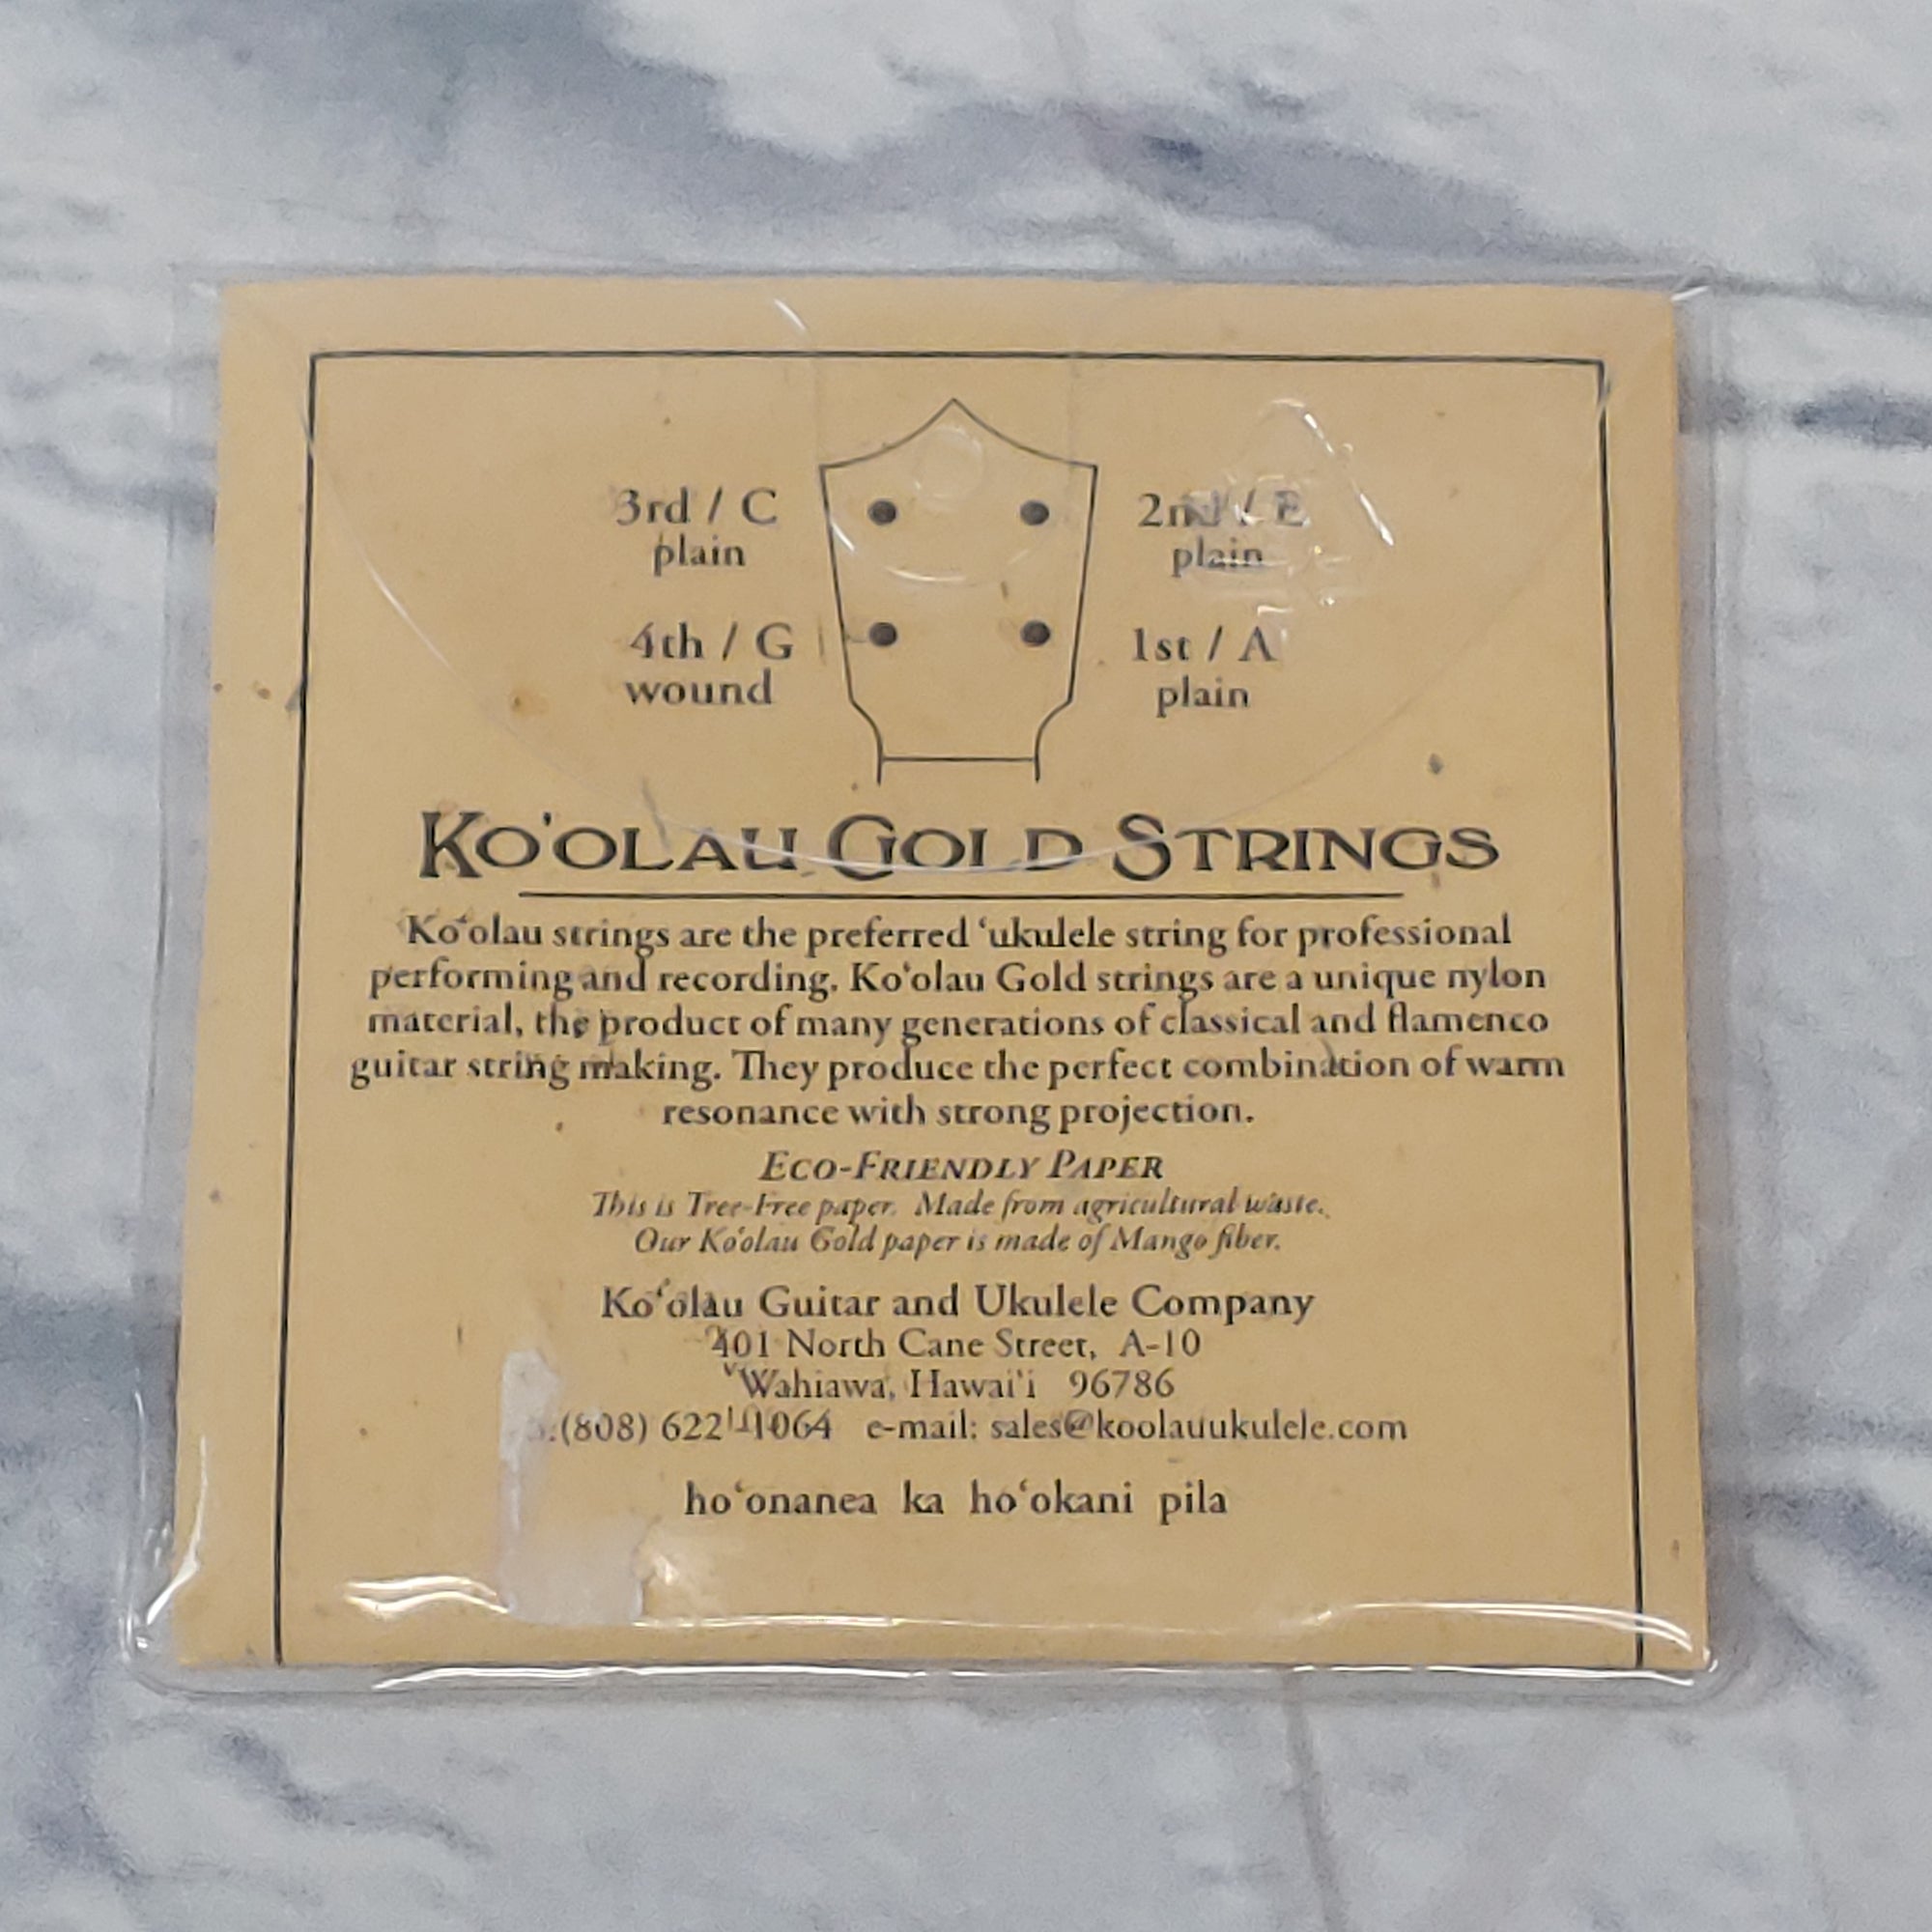 3rd / C
plain
2nd / E
plain
4th / G
wound
1st / A
plain
KO'OLAU GOLD STRINGS
Ko‘olau strings are the preferred ‘ukulele string for professional
performing and recording. Ko‘olau Gold strings are a unique nylon
material, the product of many generations of classical and flamenco
guitar string making. They produce the perfect combination of warm
resonance with strong projection.
ECO-FRIENDLY PAPER
This is Tree-Free paper. Made from agricultural waste.
Our Ko‘olau Gold paper is made of Mango fiber.
Ko‘olau Guitar and Ukulele Company
401 North Cane Street, A-10
Wahiawa, Hawai'i 96786
(808) 622-1064 e-mail: sales@koolauukulele.com
ho‘onanea ka ho‘okani pila